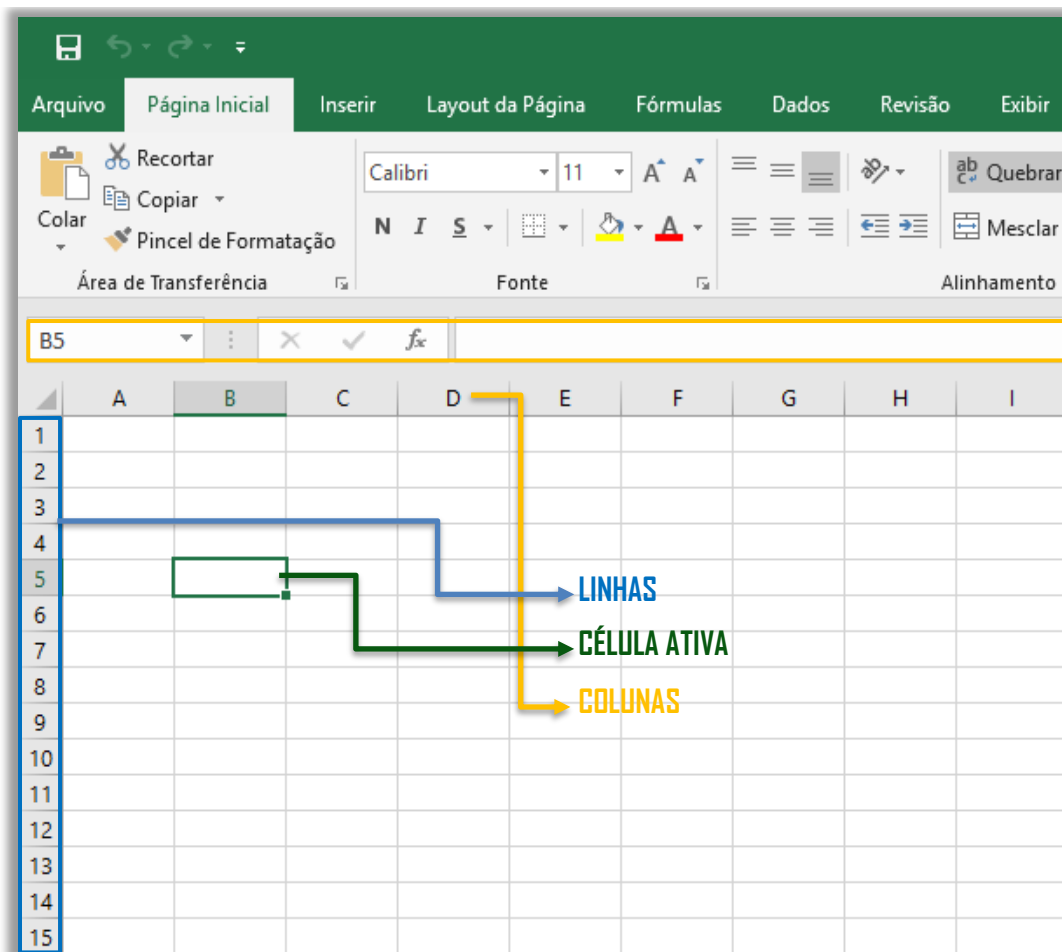 Arquivo Página Inicial Inserir Layout da Página Fórmulas Dados Revisão Exibir
Colar
Recortar
Copiar
Pincel de Formatação
Área de Transferência
Calibri 11 A A
N I S A
Fonte
ab c Quebrar
Mesclar
Alinhamento
B5 fx
A B C D E F G H I
1
2
3
4
5
6
7
8
9
10
11
12
13
14
15
LINHAS
CÉLULA ATIVA
COLUNAS